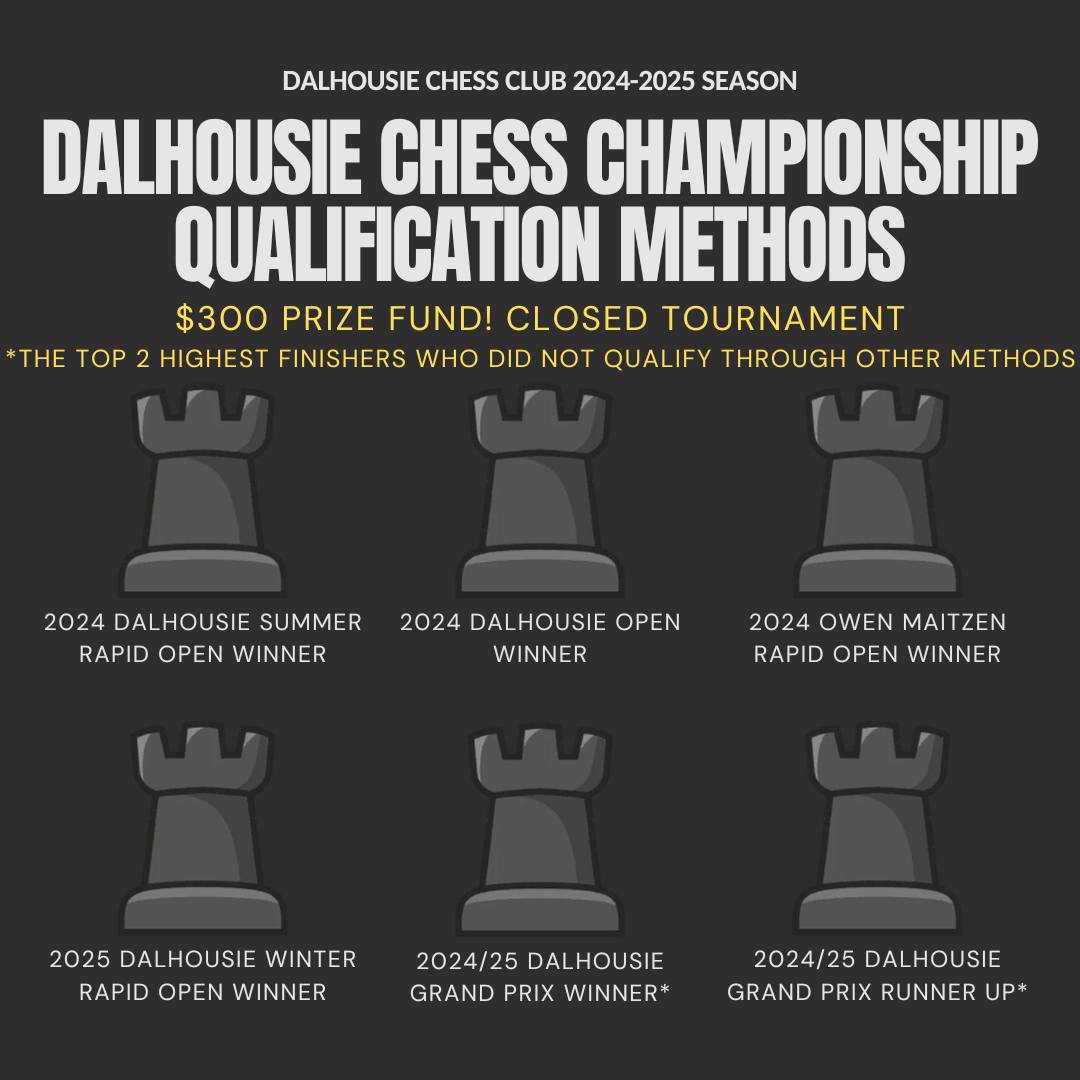 DALHOUSIE CHESS CLUB 2024-2025 SEASON
DALHOUSIE CHESS CHAMPIONSHIP
QUALIFICATION METHODS
$300 PRIZE FUND! CLOSED TOURNAMENT
*THE TOP 2 HIGHEST FINISHERS WHO DID NOT QUALIFY THROUGH OTHER METHODS
2024 DALHOUSIE SUMMER
RAPID OPEN WINNER
2024 DALHOUSIE OPEN
WINNER
2024 OWEN MAITZEN
RAPID OPEN WINNER
2025 DALHOUSIE WINTER
RAPID OPEN WINNER
2024/25 DALHOUSIE
GRAND PRIX WINNER*
2024/25 DALHOUSIE
GRAND PRIX RUNNER UP*